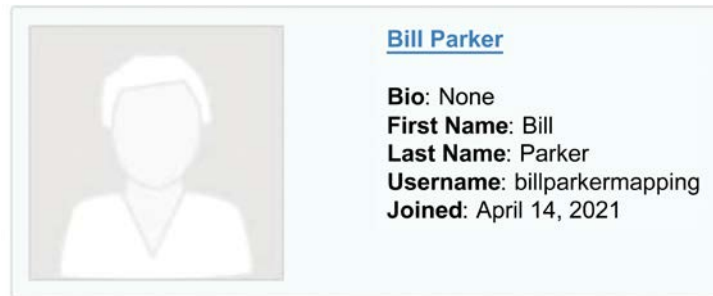 Bill Parker
Bio: None
First Name: Bill
Last Name: Parker
Username: billparkermapping
Joined: April 14, 2021